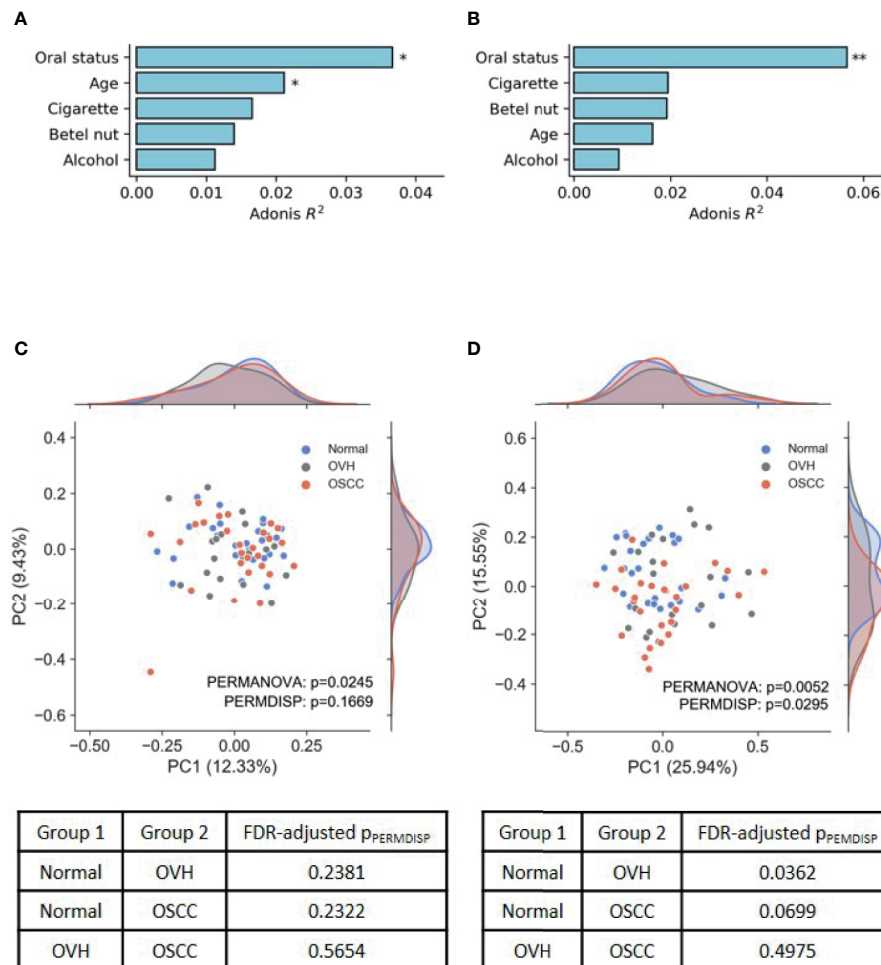 A
Oral status
*
Age
*
Cigarette
Betel nut
Alcohol
0.00 0.01 0.02 0.03 0.04
Adonis R²
B
Oral status
**
Cigarette
Betel nut
Age
Alcohol
0.00 0.02 0.04 0.06
Adonis R²
C
0.4
0.2
0.0
−0.2
−0.4
−0.6
PC2 (9.43%)
Normal
OVH
OSCC
PERMANOVA: p=0.0245
PERMDISP: p=0.1669
−0.50 −0.25 0.00 0.25
PC1 (12.33%)
D
0.6
0.4
0.2
0.0
−0.2
−0.4
PC2 (15.55%)
Normal
OVH
OSCC
PERMANOVA: p=0.0052
PERMDISP: p=0.0295
−0.5 0.0 0.5
PC1 (25.94%)
Group 1 Group 2 FDR-adjusted pPERMDISP
Normal OVH 0.2381
Normal OSCC 0.2322
OVH OSCC 0.5654
Group 1 Group 2 FDR-adjusted pPEMDISP
Normal OVH 0.0362
Normal OSCC 0.0699
OVH OSCC 0.4975